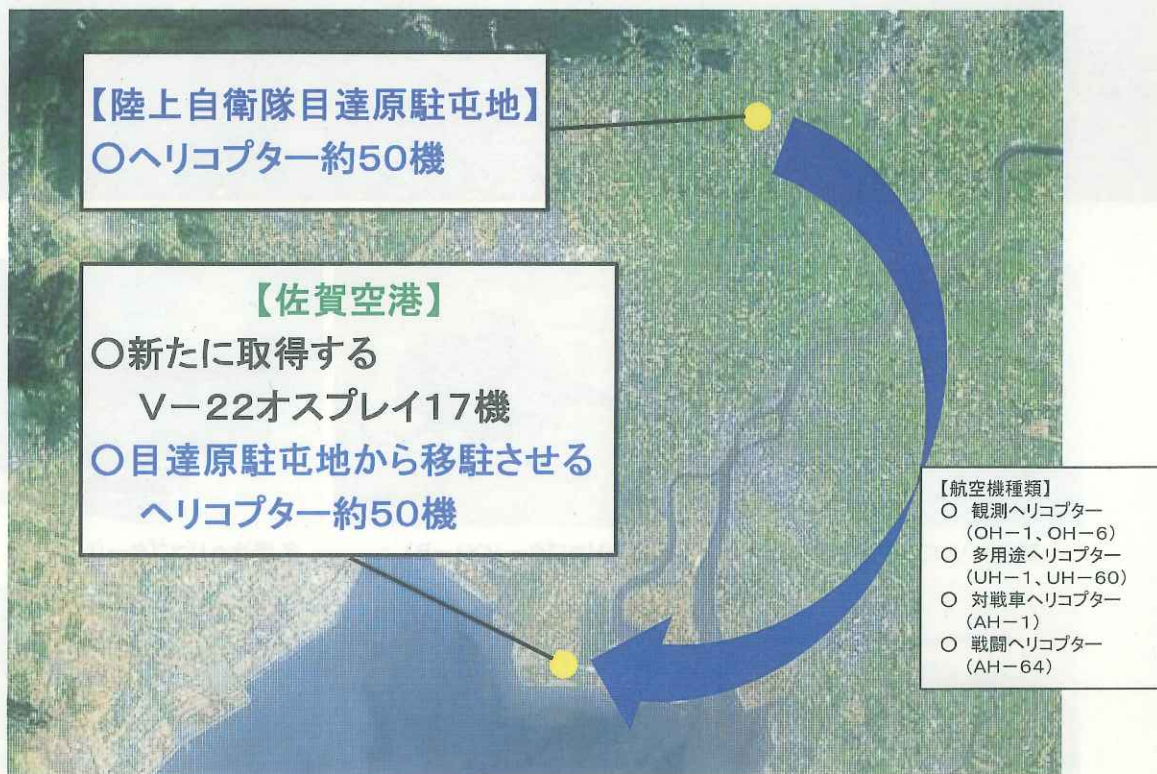 【陸上自衛隊目達原駐屯地】
○ヘリコプター約50機
【佐賀空港】
○新たに取得する
V－22オスプレイ17機
○目達原駐屯地から移駐させる
ヘリコプター約50機
【航空機種類】
○ 観測ヘリコプター
(OH－1、OH－6)
○ 多用途ヘリコプター
(UH－1、UH－60)
○ 対戦車ヘリコプター
(AH－1)
○ 戦闘ヘリコプター
(AH－64)